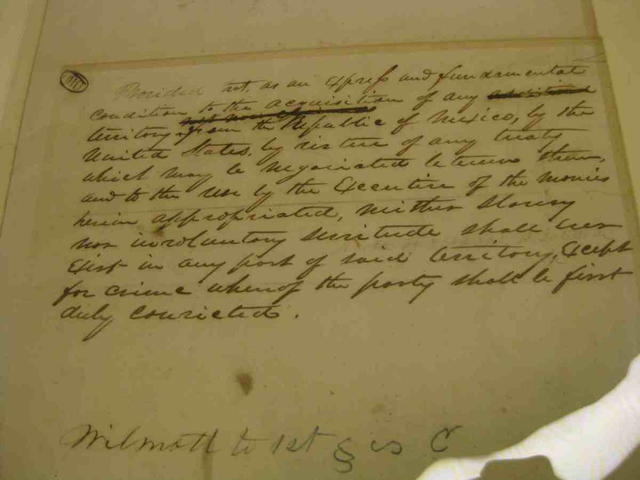 Provided as an express and fundamental
condition to the acquisition of any
territory from the Republic of Mexico, by the
United States, by virtue of any treaty
which may be negotiated between them,
and to the use by the Executive of the monies
herein appropriated, neither slavery
nor involuntary servitude shall ever
exist in any part of said territory, except
for crime whereof the party shall be first
duly convicted.
Wilmott to 1st §